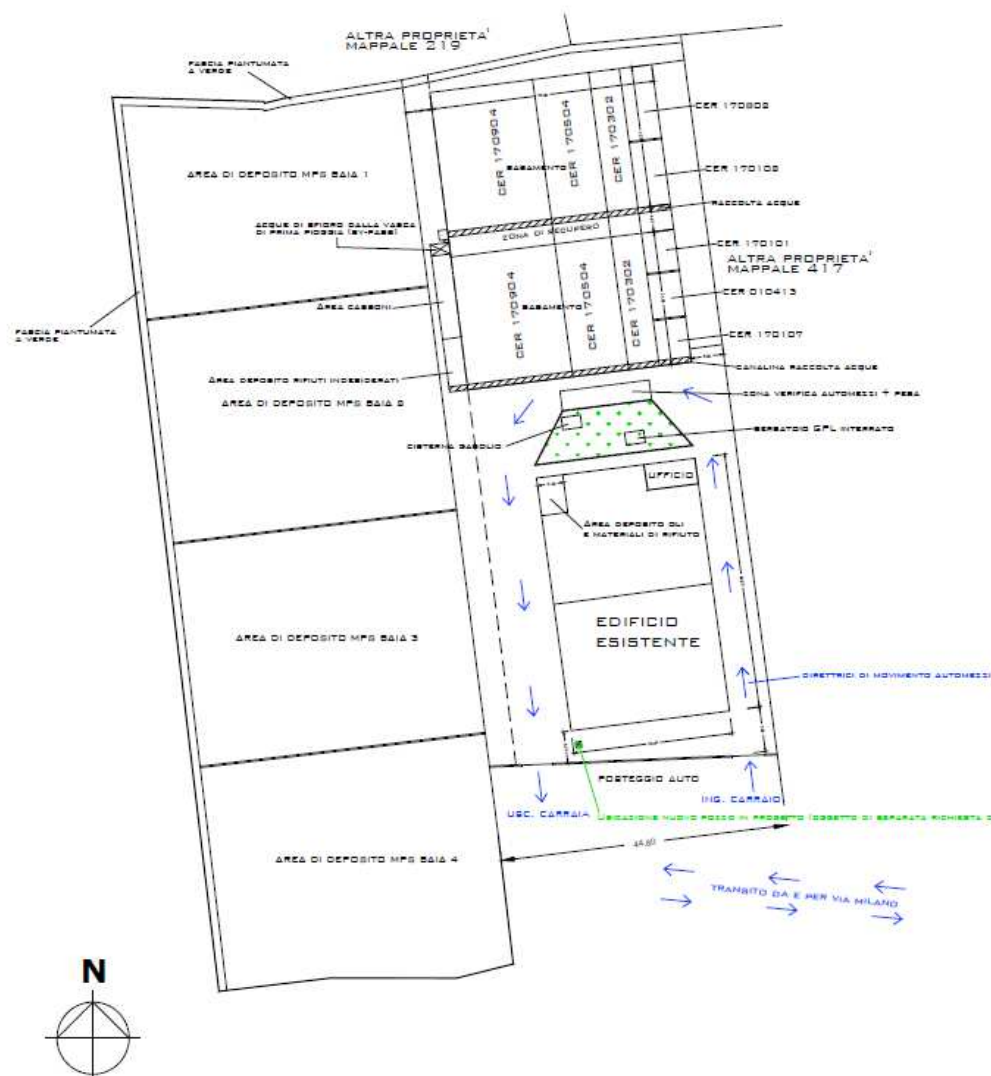 ALTRA PROPRIETA'
MAPPALE 219
FASCIA PIANTUMATA
A VERDE
CER 170802
CER 170904
CER 170504
CER 170302
BASAMENTO
AREA DI DEPOSITO MPS BAIA 1
CER 170103
RACCOLTA ACQUE
ACQUE DI SFIORO DALLA VASCA
DI PRIMA PIOGGIA (BY-PASS)
ZONA DI RECUPERO
CER 170101
ALTRA PROPRIETA'
MAPPALE 417
CER 170904
CER 170504
CER 170302
BASAMENTO
CER 010413
AREA CASSONI
FASCIA PIANTUMATA
A VERDE
CER 170107
CANALINA RACCOLTA ACQUE
AREA DEPOSITO RIFIUTI INDESIDERATI
AREA DI DEPOSITO MPS BAIA 2
ZONA VERIFICA AUTOMEZZI + PESA
CISTERNA GASOLIO
SERBATOIO GPL INTERRATO
UFFICIO
AREA DEPOSITO OLI
E MATERIALI DI RIFIUTO
EDIFICIO
ESISTENTE
AREA DI DEPOSITO MPS BAIA 3
DIRETTRICI DI MOVIMENTO AUTOMEZZI
POSTEGGIO AUTO
USC. CARRAIA
ING. CARRAIO
UBICAZIONE NUOVO POZZO IN PROGETTO (OGGETTO DI SEPARATA RICHIESTA D
46.80
AREA DI DEPOSITO MPS BAIA 4
TRANSITO DA E PER VIA MILANO
N